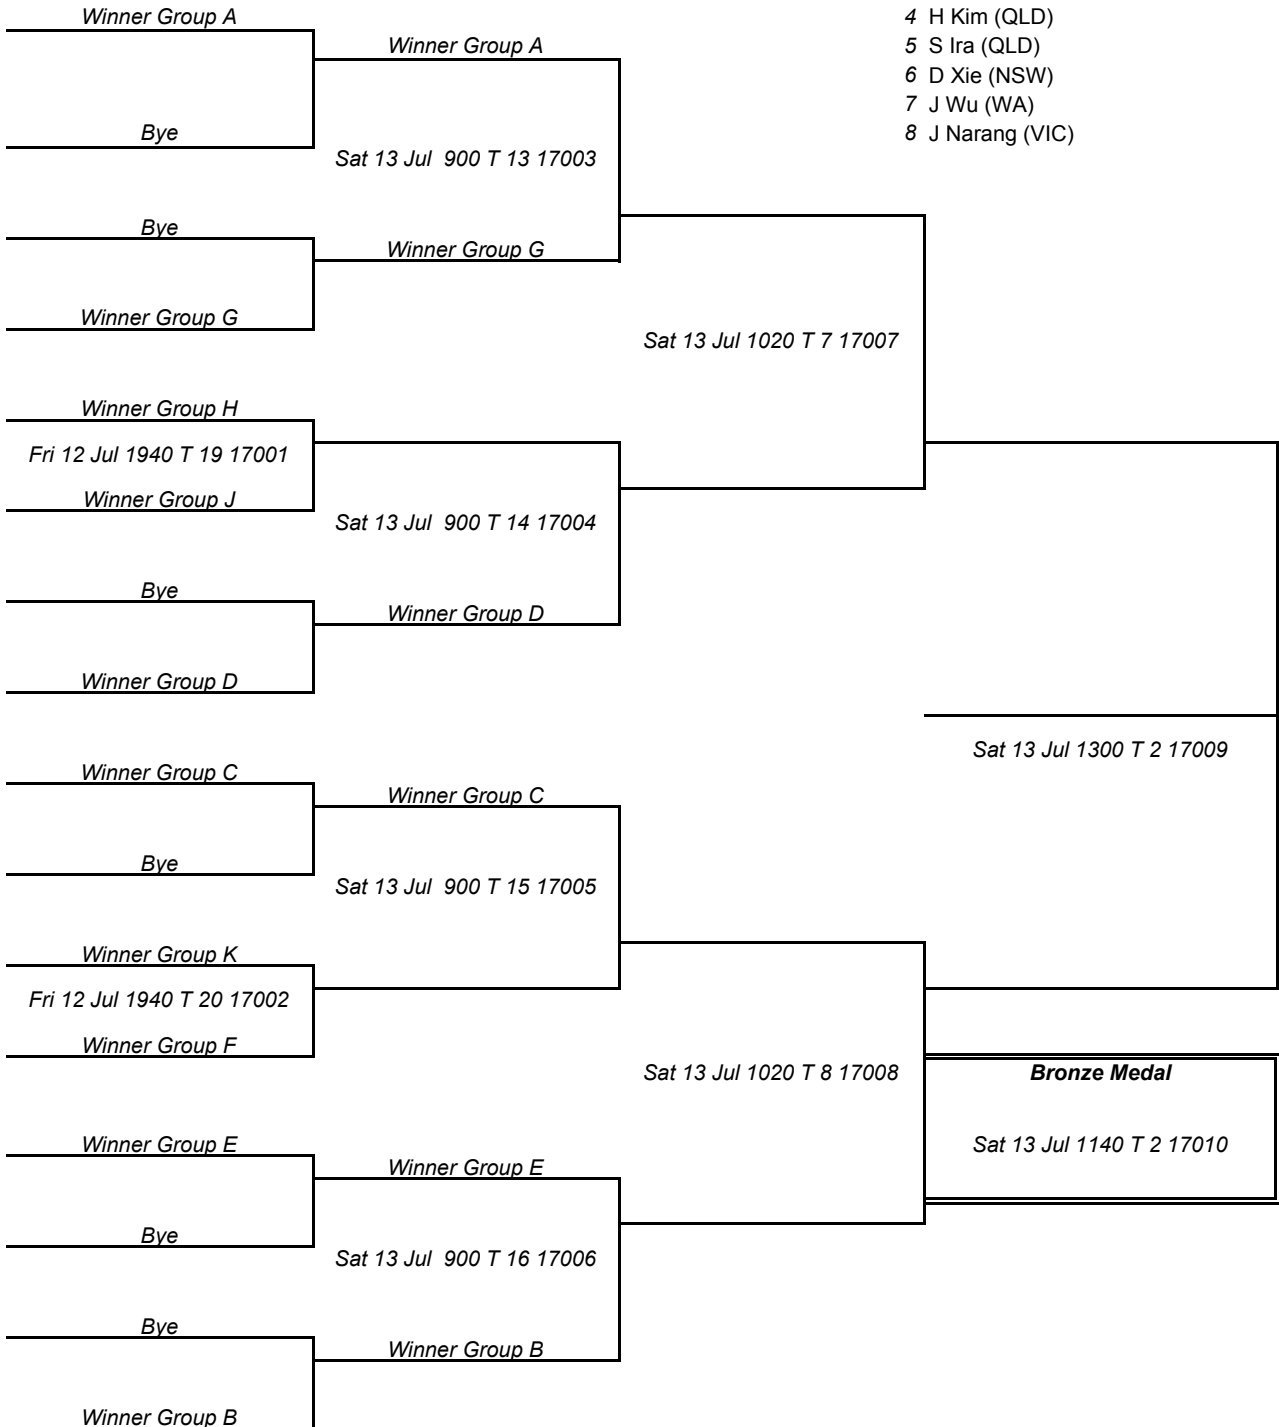 Winner Group A
4 H Kim (QLD)
Winner Group A
5 S Ira (QLD)
6 D Xie (NSW)
7 J Wu (WA)
Bye
8 J Narang (VIC)
Sat 13 Jul  900 T 13 17003
Bye
Winner Group G
Winner Group G
Sat 13 Jul 1020 T 7 17007
Winner Group H
Fri 12 Jul 1940 T 19 17001
Winner Group J
Sat 13 Jul  900 T 14 17004
Bye
Winner Group D
Winner Group D
Sat 13 Jul 1300 T 2 17009
Winner Group C
Winner Group C
Bye
Sat 13 Jul  900 T 15 17005
Winner Group K
Fri 12 Jul 1940 T 20 17002
Winner Group F
Sat 13 Jul 1020 T 8 17008
Bronze Medal
Winner Group E
Sat 13 Jul 1140 T 2 17010
Winner Group E
Bye
Sat 13 Jul  900 T 16 17006
Bye
Winner Group B
Winner Group B